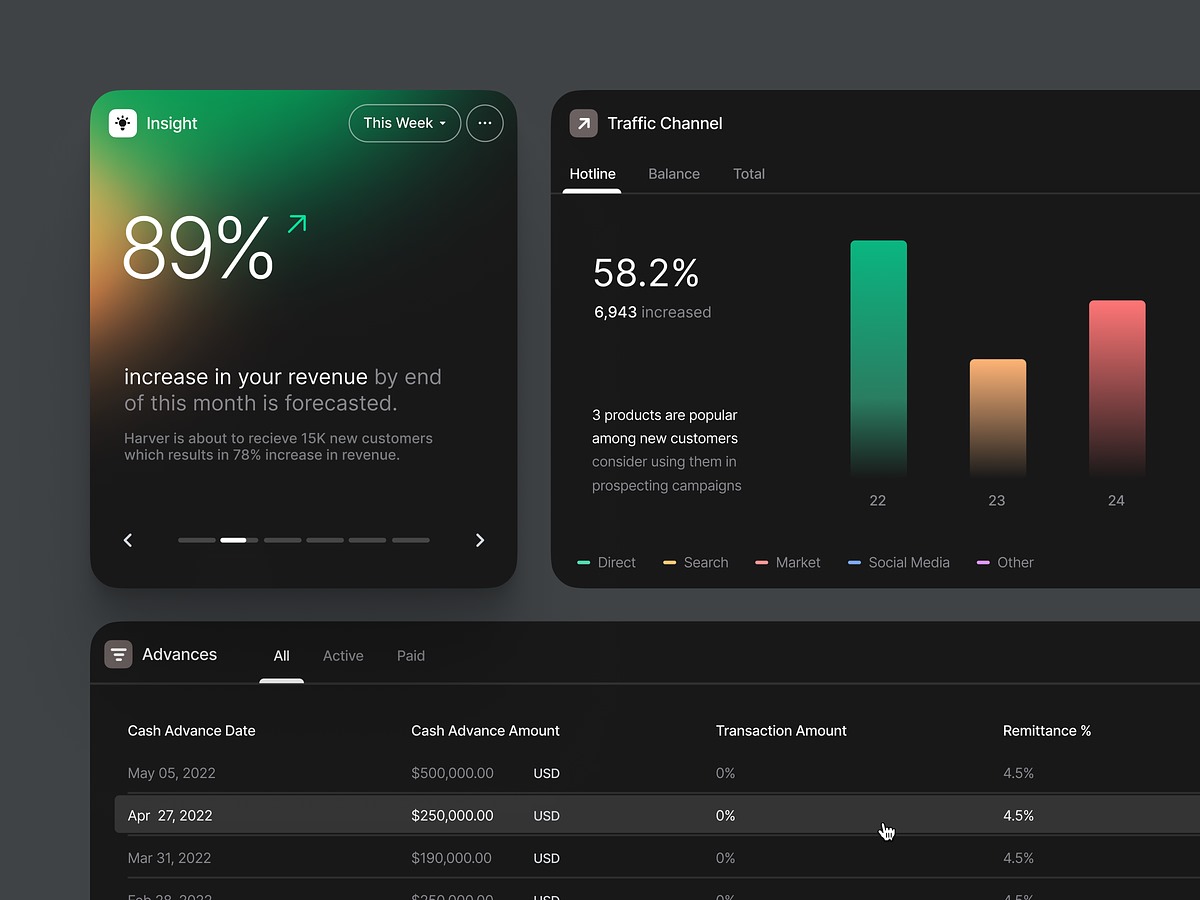 Insight
This Week
89%
increase in your revenue by end
of this month is forecasted.
Harver is about to recieve 15K new customers
which results in 78% increase in revenue.
Traffic Channel
Hotline Balance Total
58.2%
6,943 increased
3 products are popular
among new customers
consider using them in
prospecting campaigns
22 23 24
Direct Search Market Social Media Other
Advances
All Active Paid
Cash Advance Date Cash Advance Amount Transaction Amount Remittance %
May 05, 2022 $500,000.00 USD 0% 4.5%
Apr 27, 2022 $250,000.00 USD 0% 4.5%
Mar 31, 2022 $190,000.00 USD 0% 4.5%